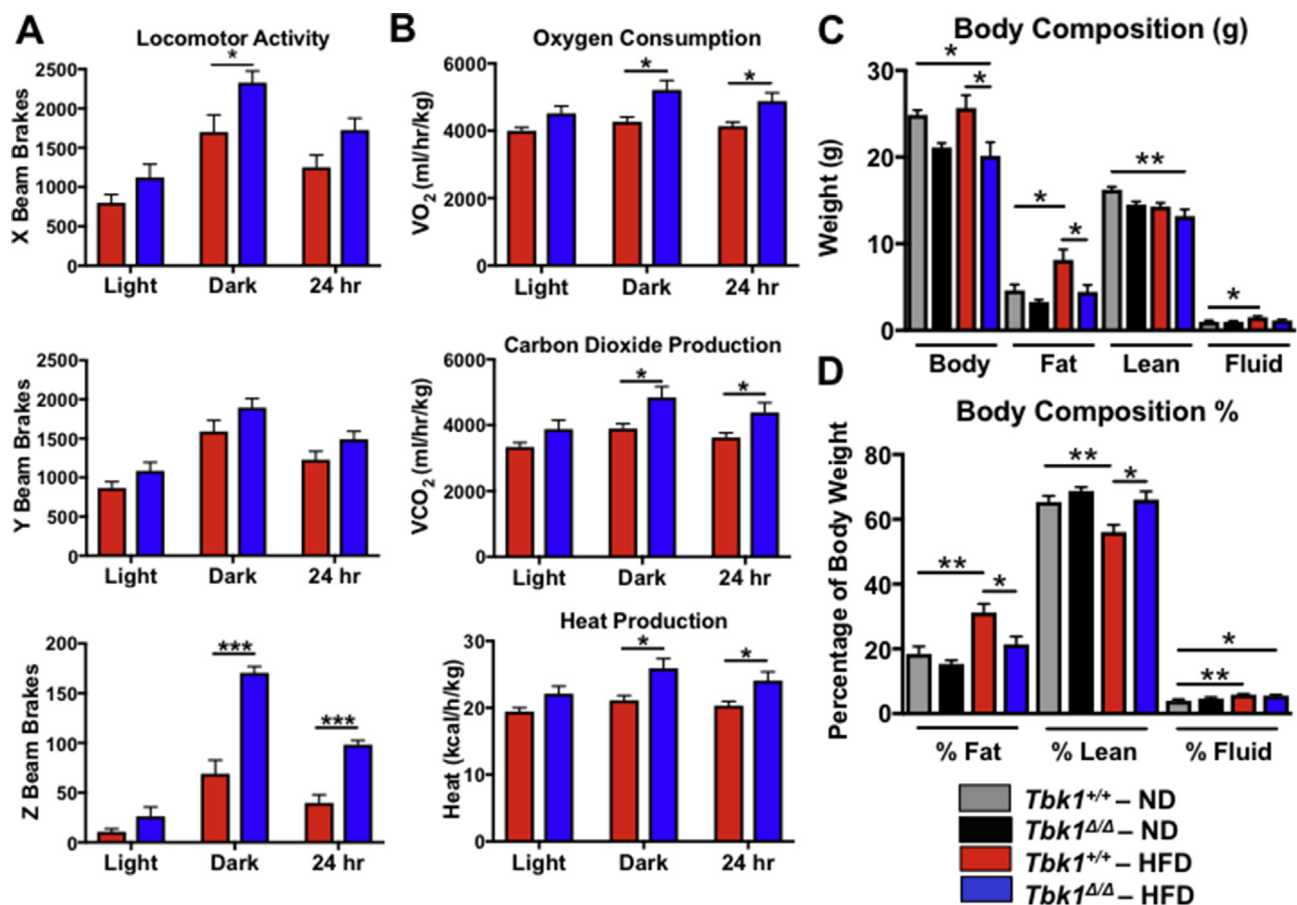 A
Locomotor Activity
X Beam Brakes
2500
2000
1500
1000
500
0
*
Light Dark 24 hr
Y Beam Brakes
2500
2000
1500
1000
500
0
Light Dark 24 hr
Z Beam Brakes
200
150
100
50
0
***
***
Light Dark 24 hr
B
Oxygen Consumption
VO2 (ml/hr/kg)
6000
4000
2000
0
*
*
Light Dark 24 hr
Carbon Dioxide Production
VCO2 (ml/hr/kg)
6000
4000
2000
0
*
*
Light Dark 24 hr
Heat Production
Heat (kcal/h/kg)
30
20
10
0
*
*
Light Dark 24 hr
C
Body Composition (g)
Weight (g)
30
20
10
0
*
*
*
*
**
*
Body Fat Lean Fluid
D
Body Composition %
Percentage of Body Weight
80
60
40
20
0
**
*
**
*
*
**
% Fat % Lean % Fluid
Tbk1+/+ – ND
Tbk1Δ/Δ – ND
Tbk1+/+ – HFD
Tbk1Δ/Δ – HFD